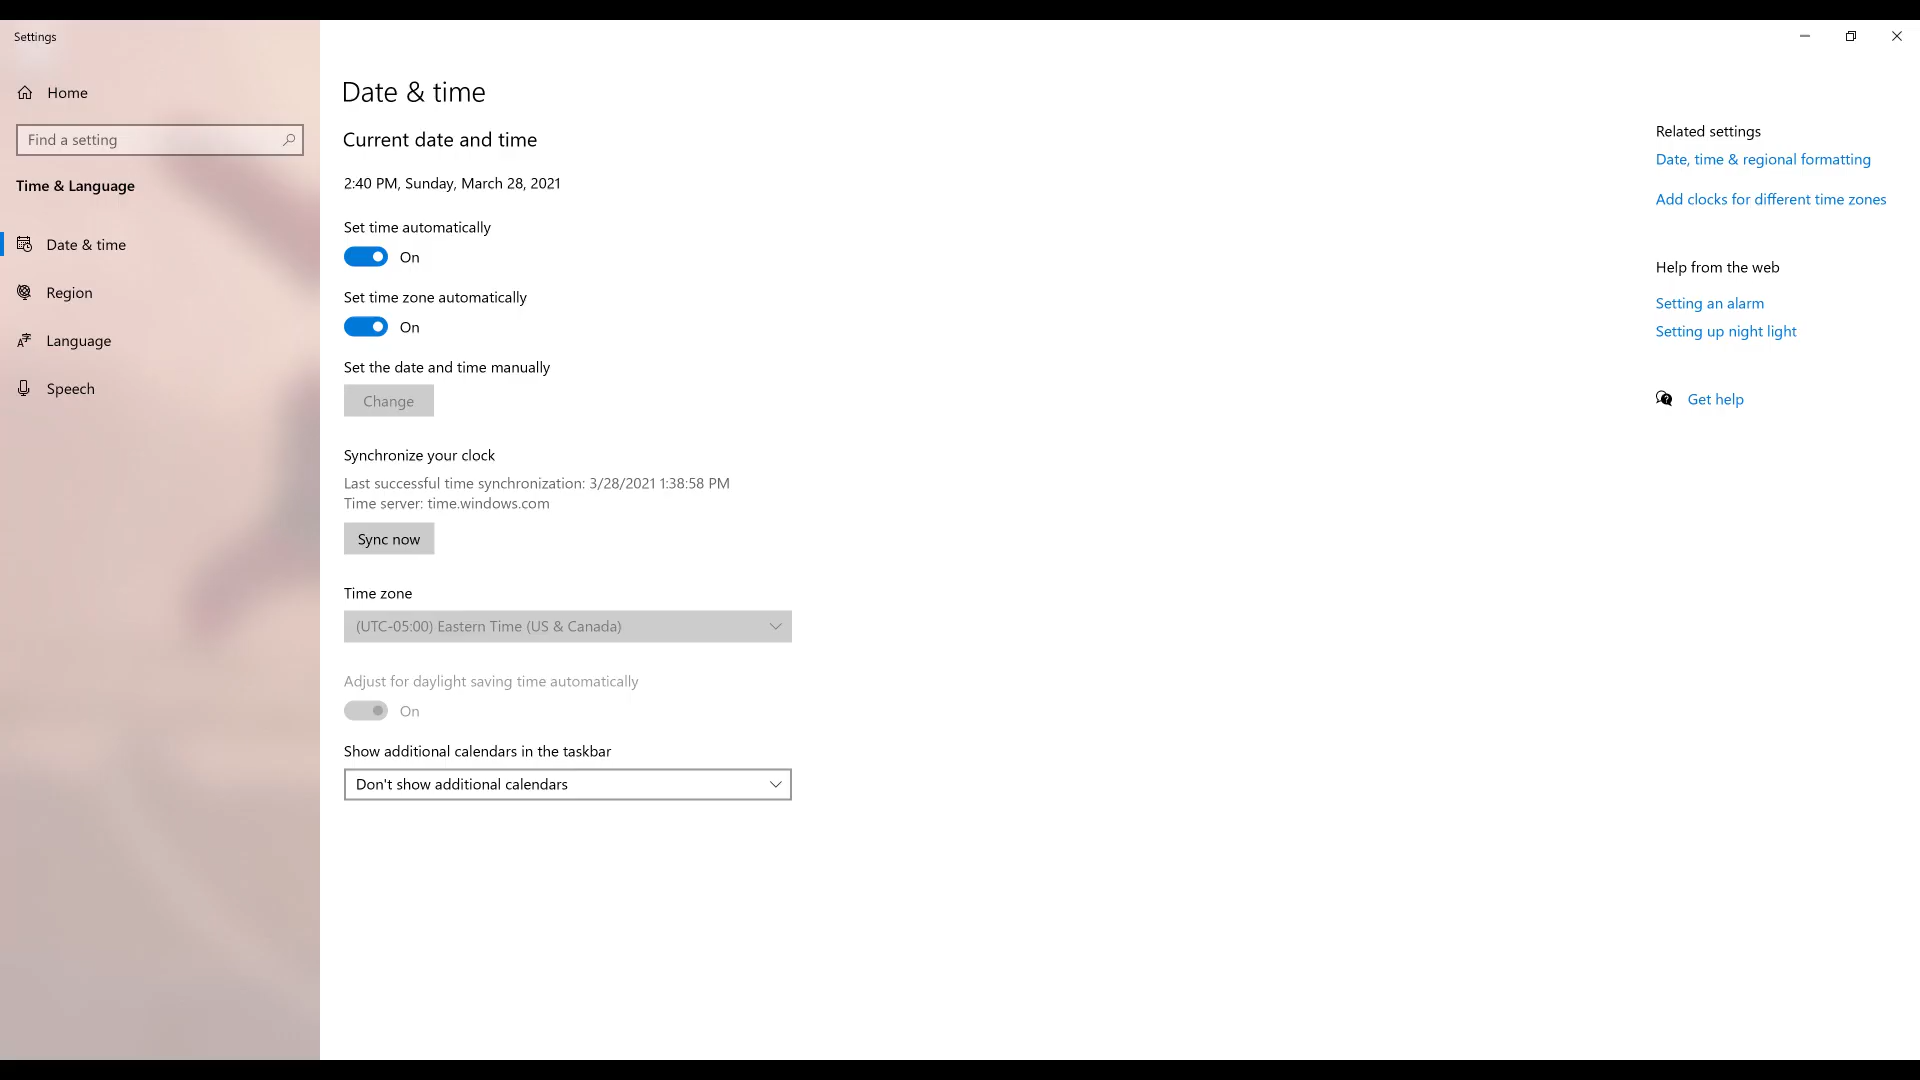 Settings
Home
Find a setting
Time & Language
Date & time
Region
Language
Speech
Date & time
Current date and time
2:40 PM, Sunday, March 28, 2021
Set time automatically
On
Set time zone automatically
On
Set the date and time manually
Change
Synchronize your clock
Last successful time synchronization: 3/28/2021 1:38:58 PM
Time server: time.windows.com
Sync now
Time zone
(UTC-05:00) Eastern Time (US & Canada)
Adjust for daylight saving time automatically
On
Show additional calendars in the taskbar
Don't show additional calendars
Related settings
Date, time & regional formatting
Add clocks for different time zones
Help from the web
Setting an alarm
Setting up night light
Get help